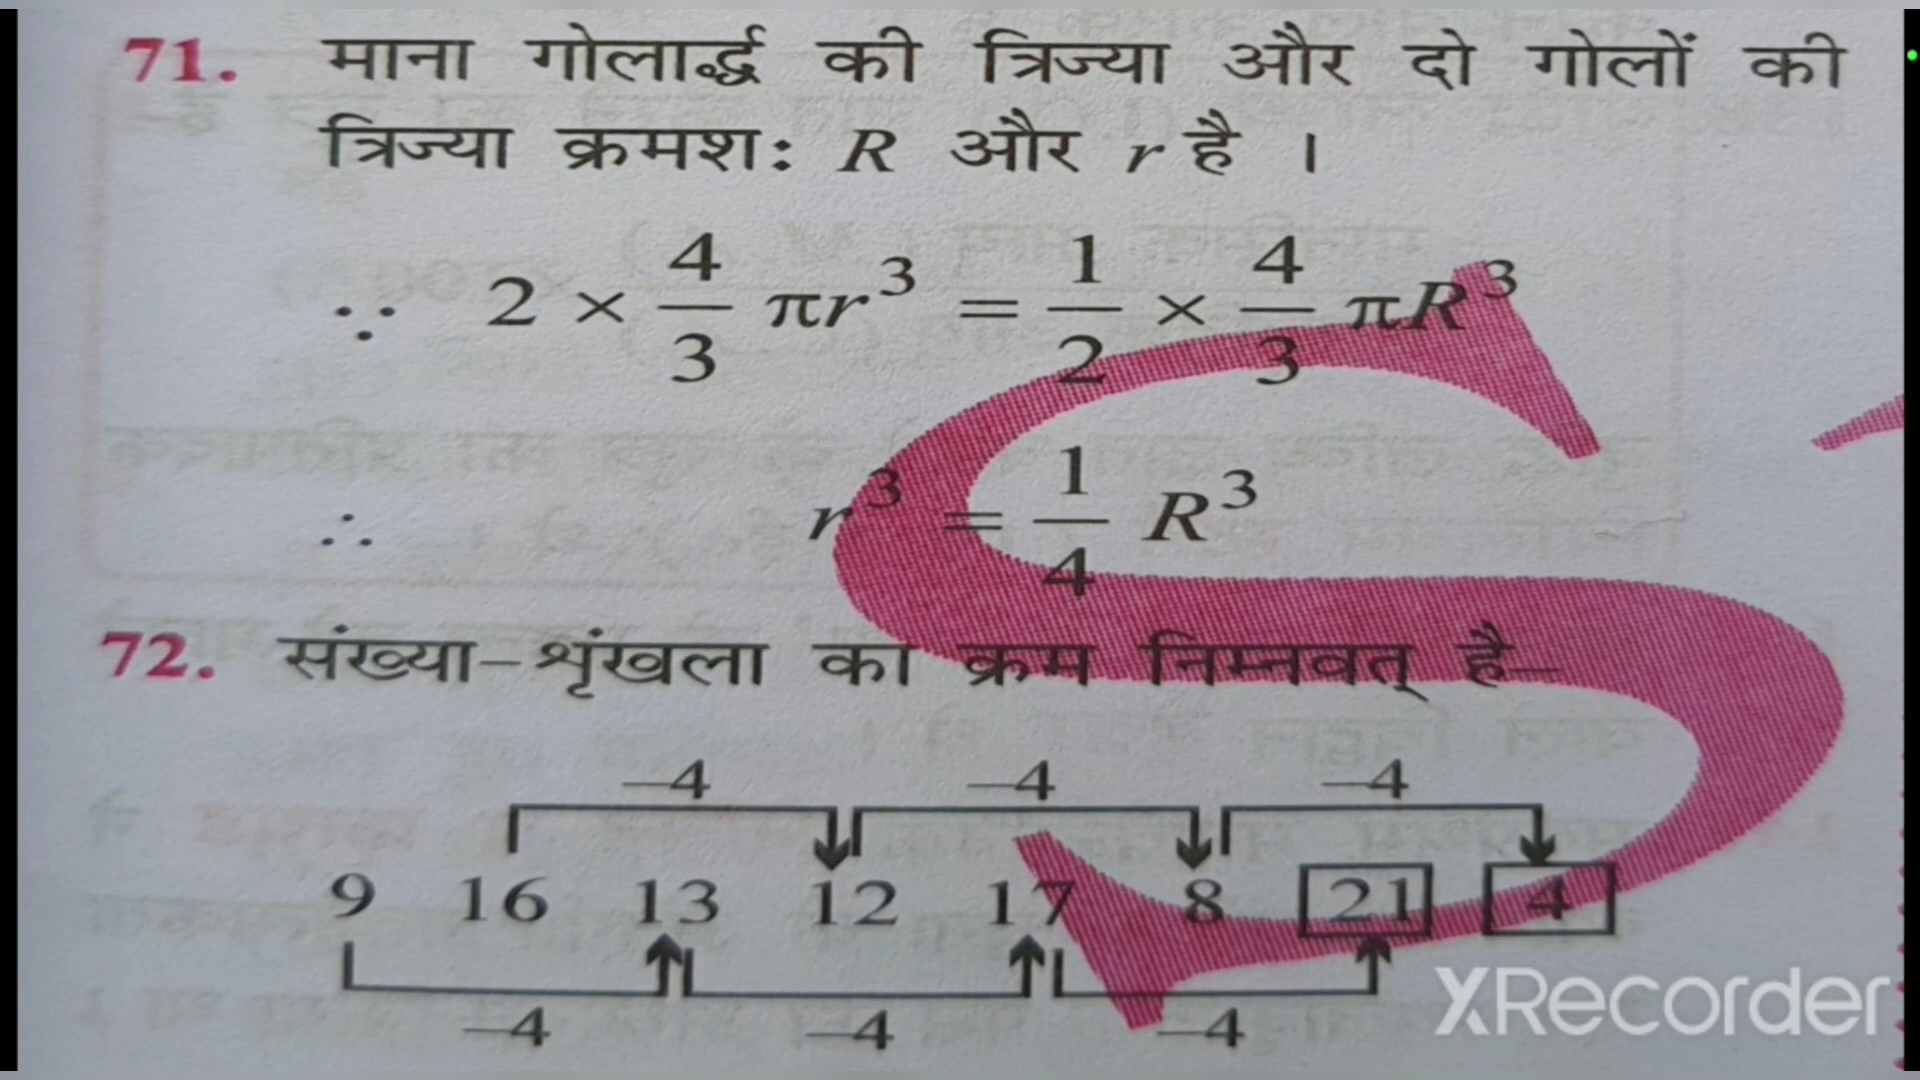 71. माना गोलार्द्ध की त्रिज्या और दो गोलों की
त्रिज्या क्रमशः R और r है ।
∵ 2 × 4/3 πr³ = 1/2 × 4/3 πR³
∴ r³ = 1/4 R³
72. संख्या–शृंखला का क्रम निम्नवत् है–
–4 –4 –4
9 16 13 12 17 8 21 4
–4 –4 –4
XRecorder